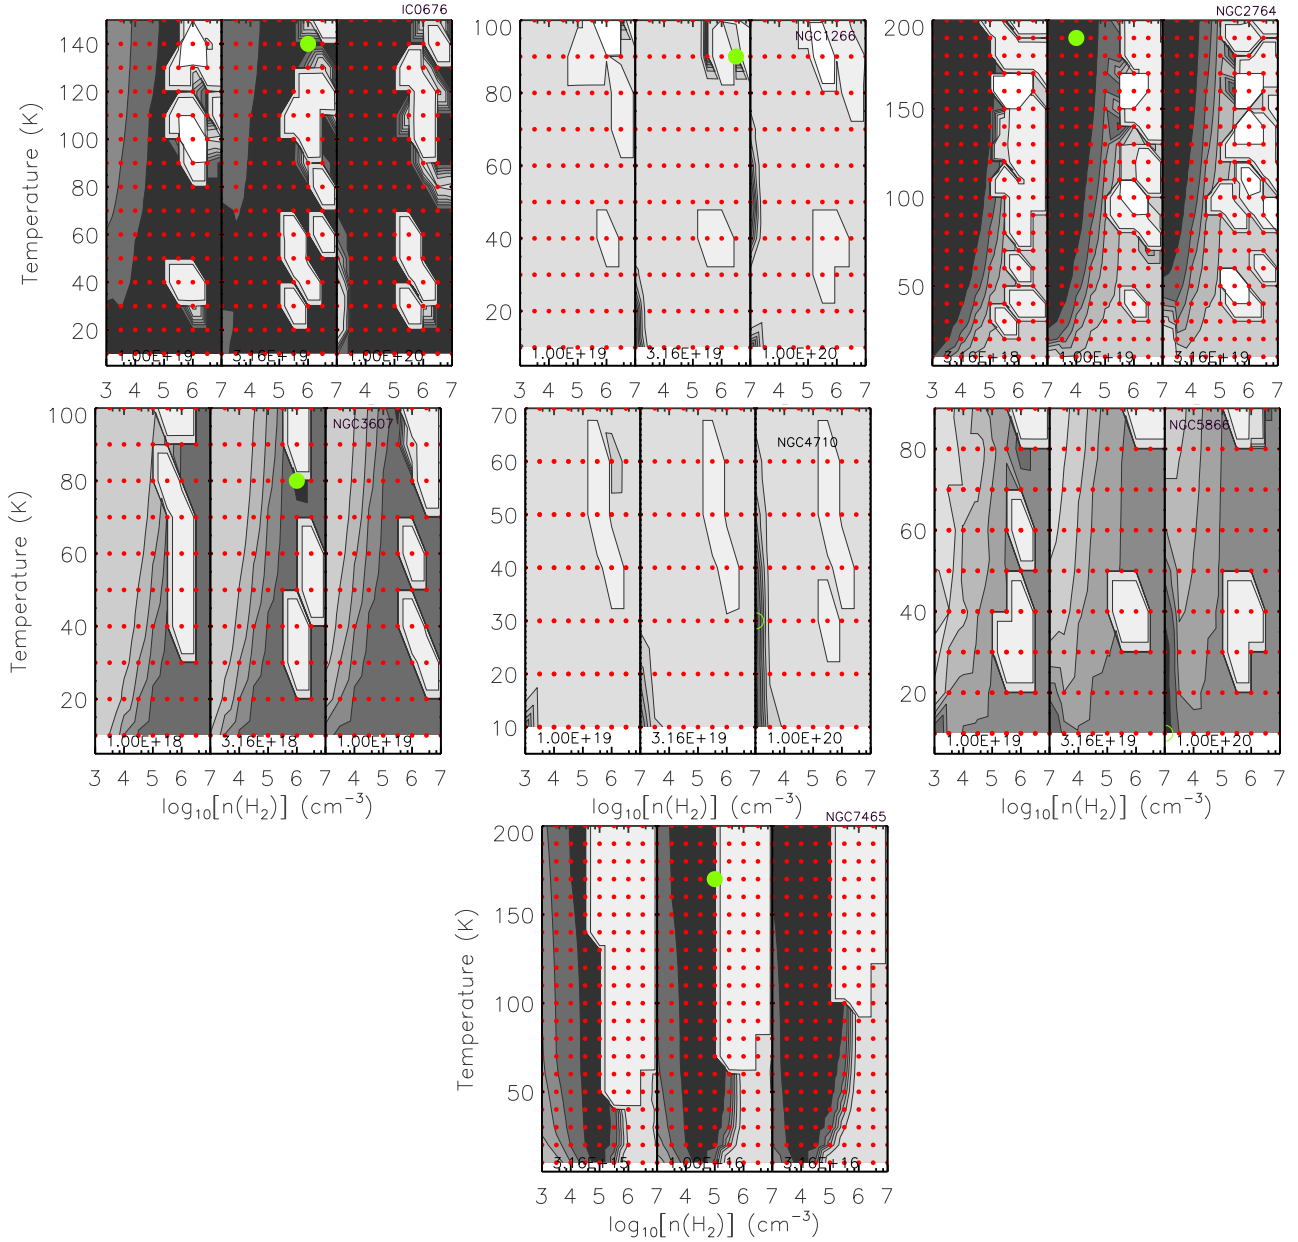 IC0676
NGC1266
NGC2764
Temperature (K)
140
120
100
80
60
40
20
1.00E+19
3.16E+19
1.00E+20
3 4 5 6 3 4 5 6 3 4 5 6 7
100
80
60
40
20
1.00E+19
3.16E+19
1.00E+20
3 4 5 6 3 4 5 6 3 4 5 6 7
200
150
100
50
3.16E+18
1.00E+19
3.16E+19
3 4 5 6 3 4 5 6 3 4 5 6 7
NGC3607
NGC4710
NGC5866
Temperature (K)
100
80
60
40
20
1.00E+18
3.16E+18
1.00E+19
3 4 5 6 7 4 5 6 7 4 5 6 7
log10[n(H2)] (cm−3)
70
60
50
40
30
20
10
1.00E+19
3.16E+19
1.00E+20
3 4 5 6 7 4 5 6 7 4 5 6 7
log10[n(H2)] (cm−3)
80
60
40
20
1.00E+19
3.16E+19
1.00E+20
3 4 5 6 7 4 5 6 7 4 5 6 7
log10[n(H2)] (cm−3)
NGC7465
Temperature (K)
200
150
100
50
3.16E+15
1.00E+16
3.16E+16
3 4 5 6 7 4 5 6 7 4 5 6 7
log10[n(H2)] (cm−3)